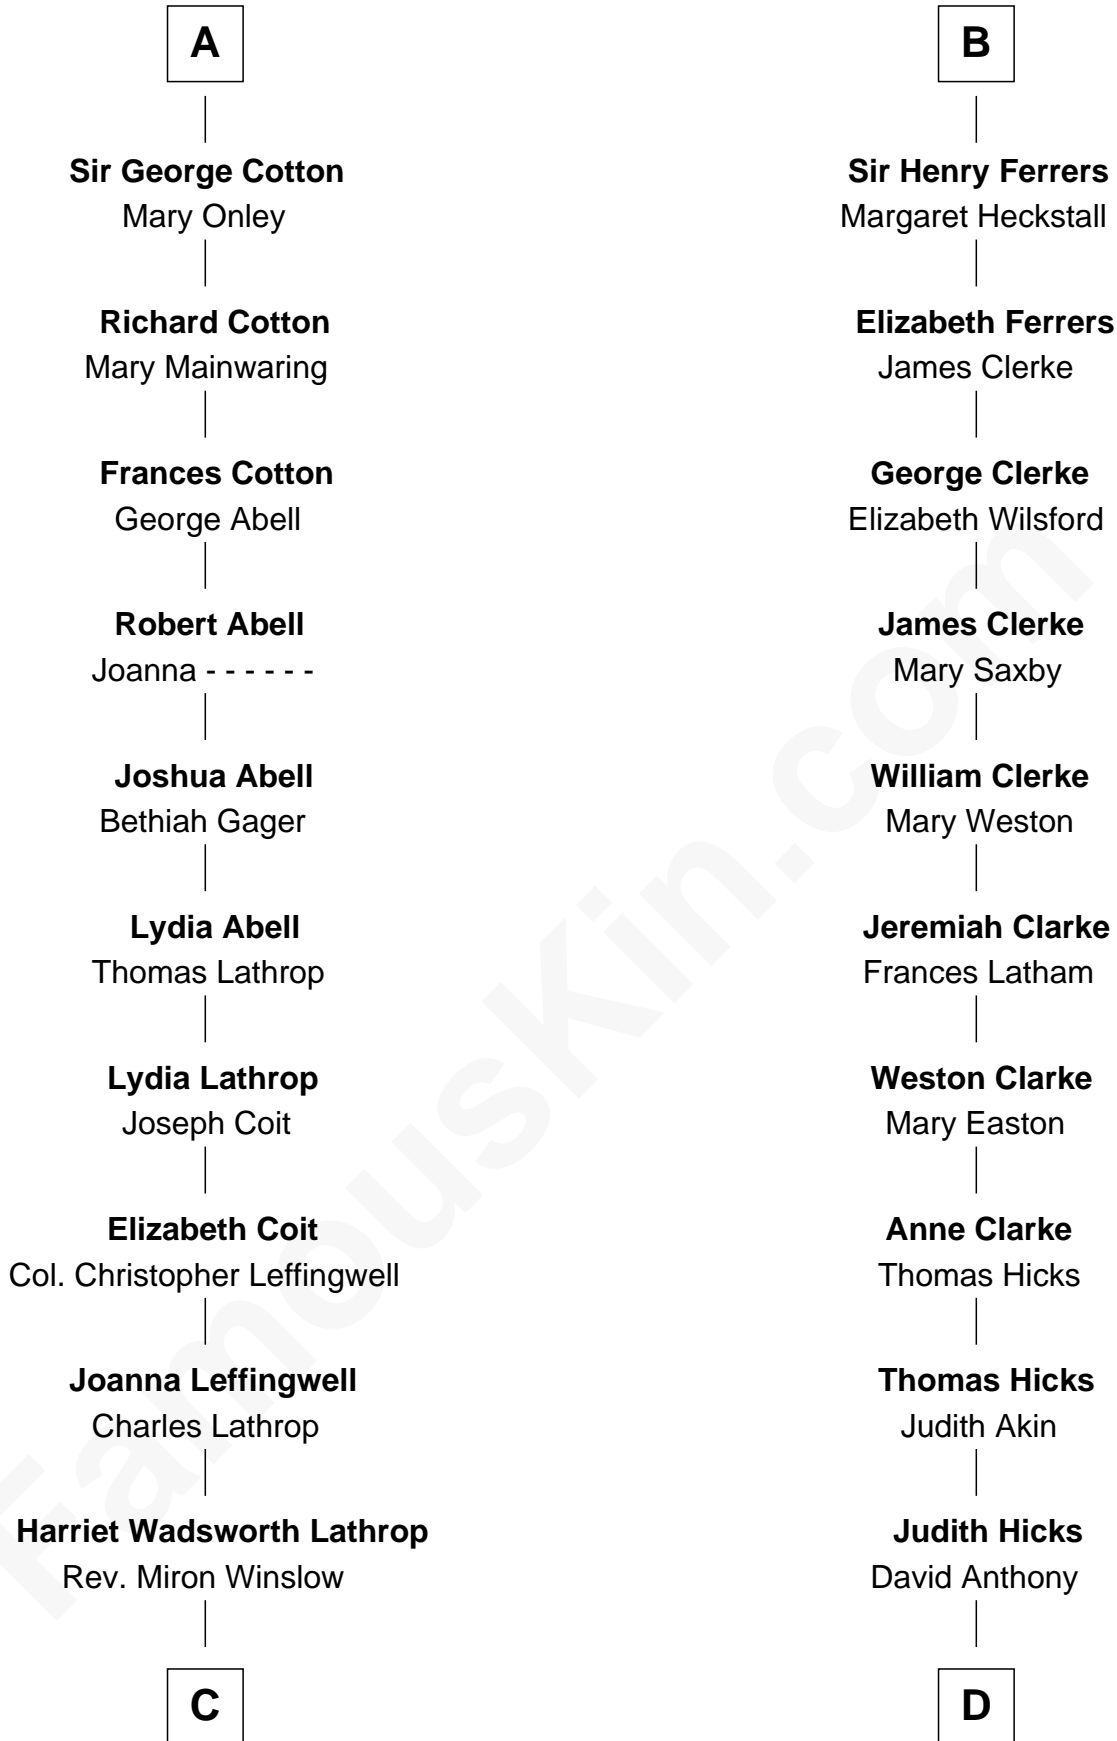 A
Sir George Cotton
Mary Onley
Richard Cotton
Mary Mainwaring
Frances Cotton
George Abell
Robert Abell
Joanna - - - - - -
Joshua Abell
Bethiah Gager
Lydia Abell
Thomas Lathrop
Lydia Lathrop
Joseph Coit
Elizabeth Coit
Col. Christopher Leffingwell
Joanna Leffingwell
Charles Lathrop
Harriet Wadsworth Lathrop
Rev. Miron Winslow
C
B
Sir Henry Ferrers
Margaret Heckstall
Elizabeth Ferrers
James Clerke
George Clerke
Elizabeth Wilsford
James Clerke
Mary Saxby
William Clerke
Mary Weston
Jeremiah Clarke
Frances Latham
Weston Clarke
Mary Easton
Anne Clarke
Thomas Hicks
Thomas Hicks
Judith Akin
Judith Hicks
David Anthony
D
FamousKin.com